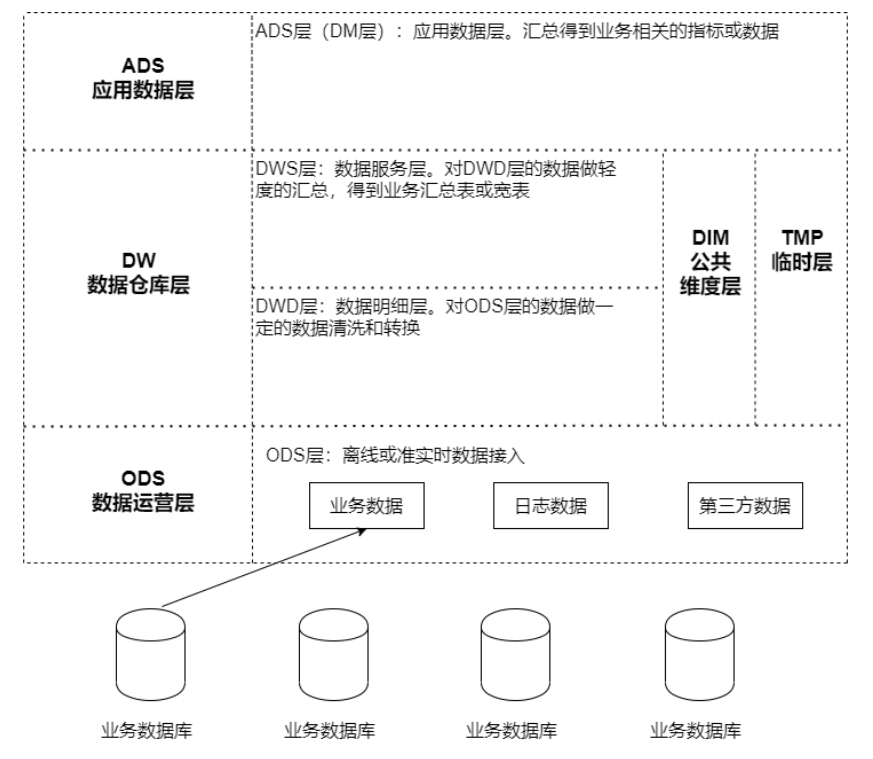 ADS
应用数据层
ADS层（DM层）：应用数据层。汇总得到业务相关的指标或数据
DW
数据仓库层
DWS层：数据服务层。对DWD层的数据做轻
度的汇总，得到业务汇总表或宽表
DWD层：数据明细层。对ODS层的数据做一
定的数据清洗和转换
DIM
公共
维度层
TMP
临时层
ODS
数据运营层
ODS层：离线或准实时数据接入
业务数据
日志数据
第三方数据
业务数据库
业务数据库
业务数据库
业务数据库